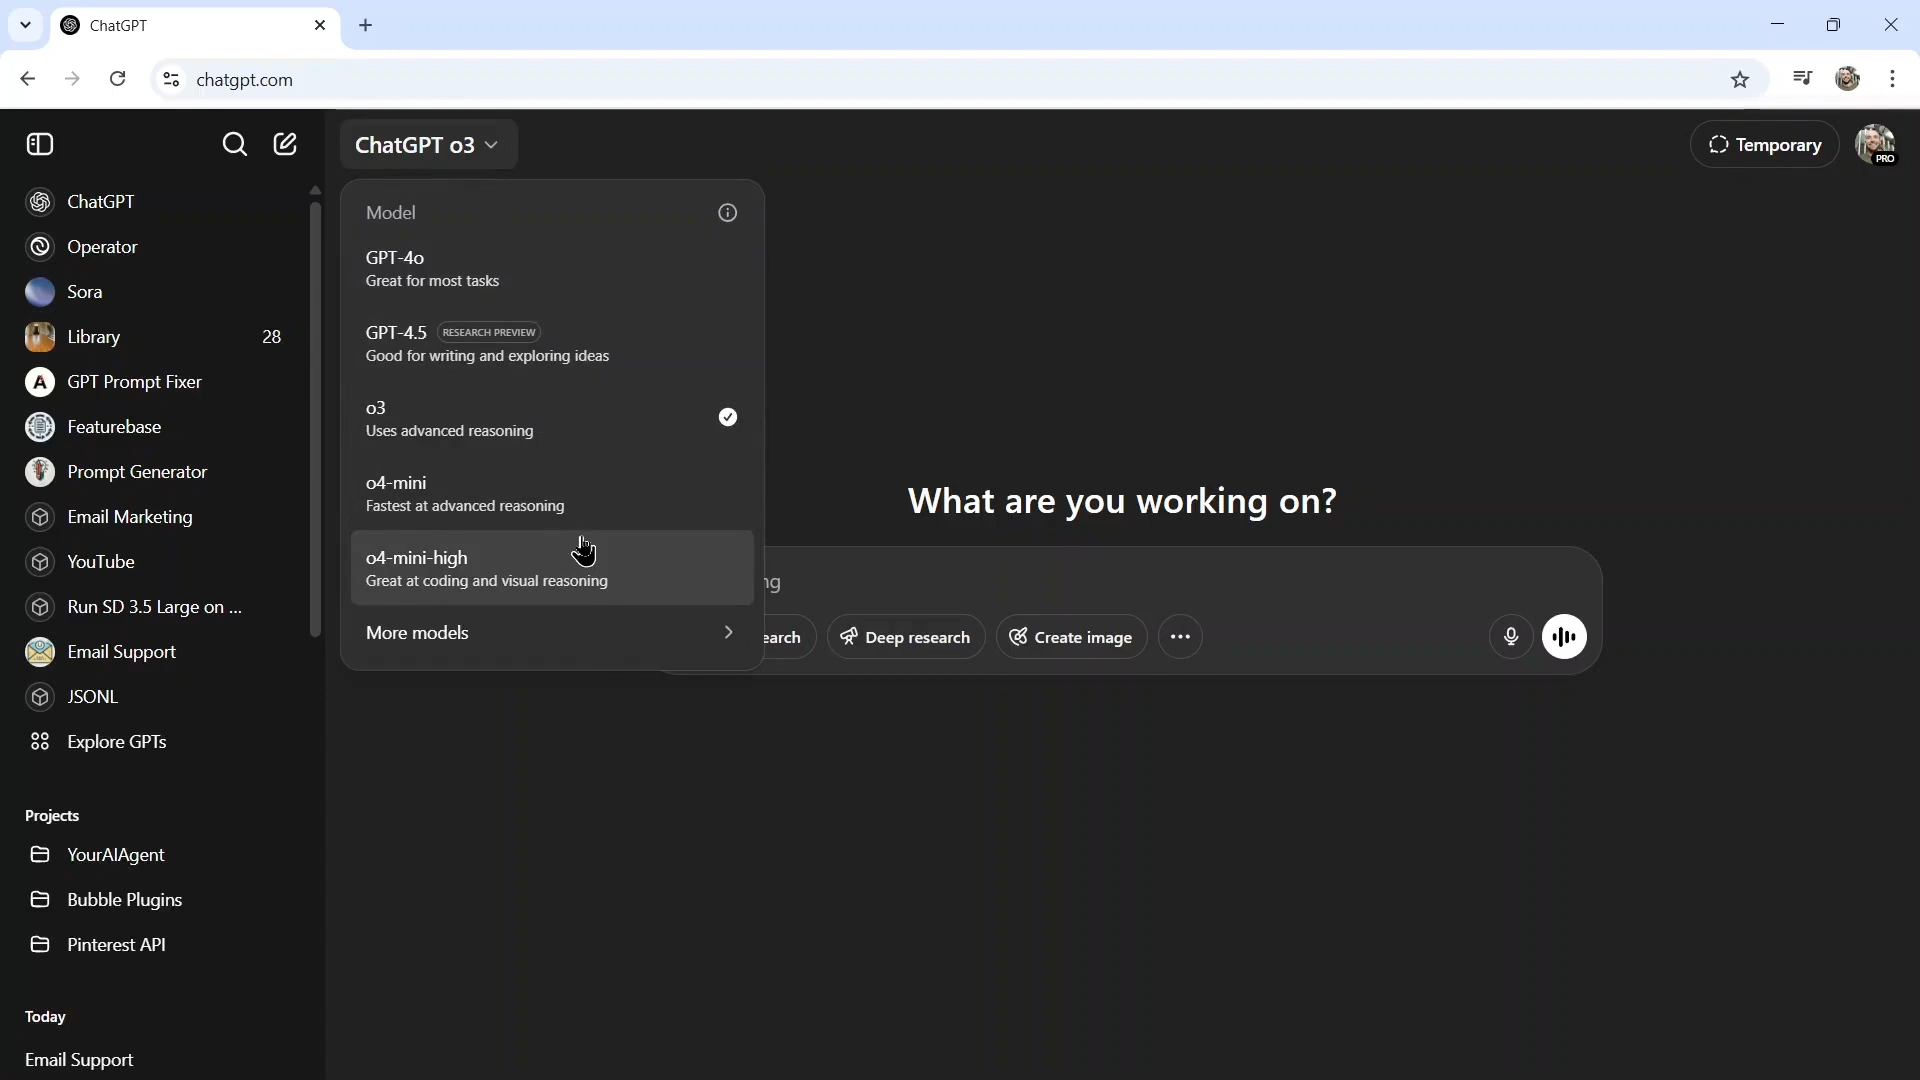 ChatGPT
chatgpt.com
ChatGPT o3
Temporary
PRO
ChatGPT
Operator
Sora
Library 28
GPT Prompt Fixer
A
Featurebase
Prompt Generator
Email Marketing
YouTube
Run SD 3.5 Large on ...
Email Support
JSONL
Explore GPTs
Projects
YourAIAgent
Bubble Plugins
Pinterest API
Today
Email Support
Model
GPT-4o
Great for most tasks
GPT-4.5 RESEARCH PREVIEW
Good for writing and exploring ideas
o3
Uses advanced reasoning
o4-mini
Fastest at advanced reasoning
o4-mini-high
Great at coding and visual reasoning
More models
What are you working on?
ng
earch
Deep research
Create image